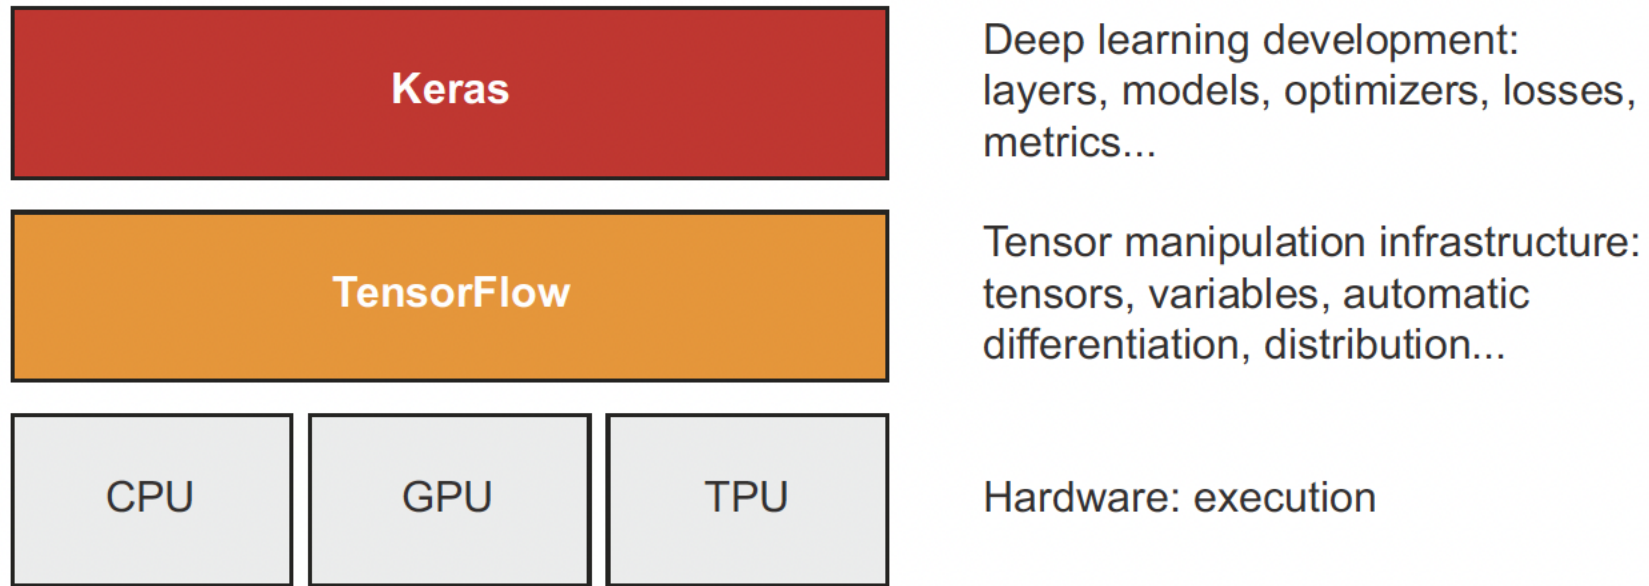 Keras
Deep learning development:
layers, models, optimizers, losses,
metrics...
TensorFlow
Tensor manipulation infrastructure:
tensors, variables, automatic
differentiation, distribution...
CPU
GPU
TPU
Hardware: execution